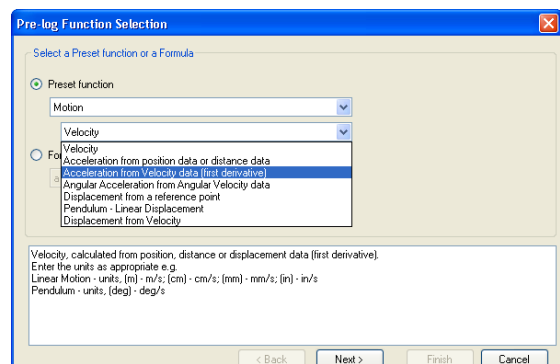 Pre-log Function Selection
Select a Preset function or a Formula
Preset function
Motion
Velocity
Velocity
Acceleration from position data or distance data
Acceleration from Velocity data (first derivative)
Angular Acceleration from Angular Velocity data
Displacement from a reference point
Pendulum - Linear Displacement
Displacement from Velocity
Velocity, calculated from position, distance or displacement data (first derivative).
Enter the units as appropriate e.g.
Linear Motion - units, (m) - m/s; (cm) - cm/s; (mm) - mm/s; (in) - in/s
Pendulum - units, (deg) - deg/s
< Back Next > Finish Cancel